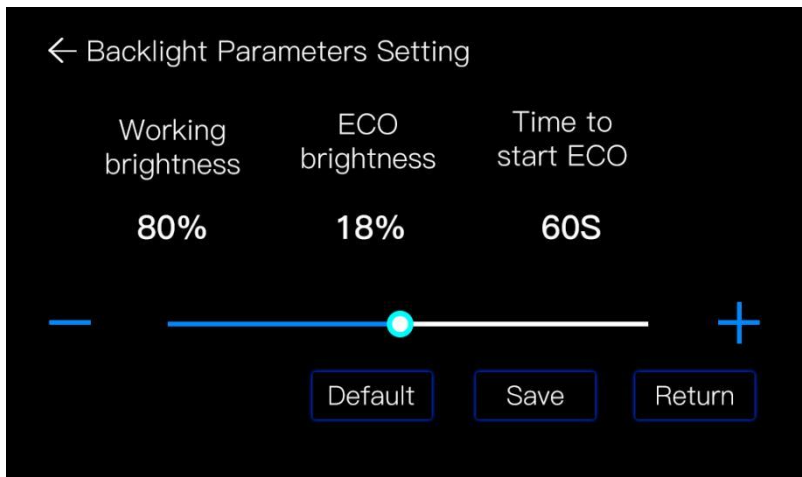 ← Backlight Parameters Setting
Working brightness
ECO brightness
Time to start ECO
80%
18%
60S
Default
Save
Return